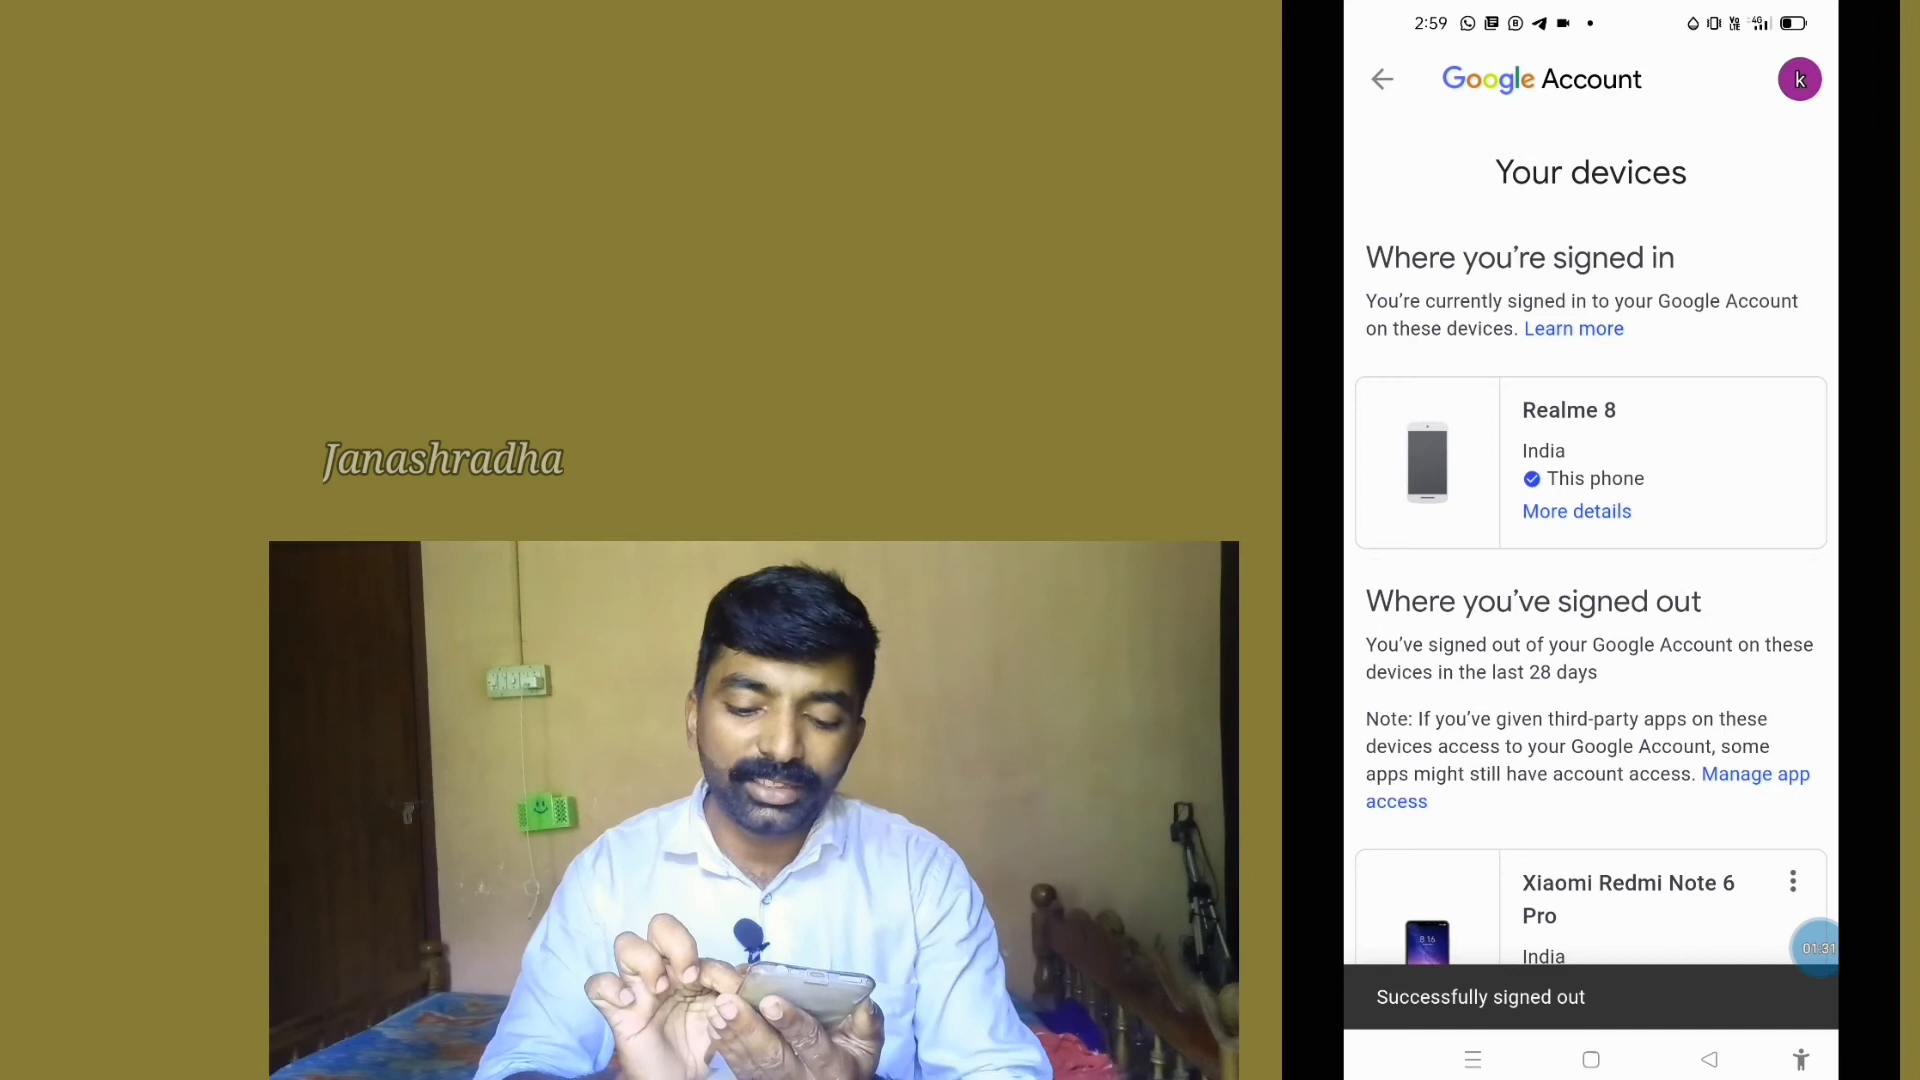 Janashradha
2:59
Google Account
k
Your devices
Where you're signed in
You're currently signed in to your Google Account
on these devices. Learn more
Realme 8
India
This phone
More details
Where you've signed out
You've signed out of your Google Account on these
devices in the last 28 days
Note: If you've given third-party apps on these
devices access to your Google Account, some
apps might still have account access. Manage app
access
Xiaomi Redmi Note 6
Pro
India
8:16
01:31
Successfully signed out